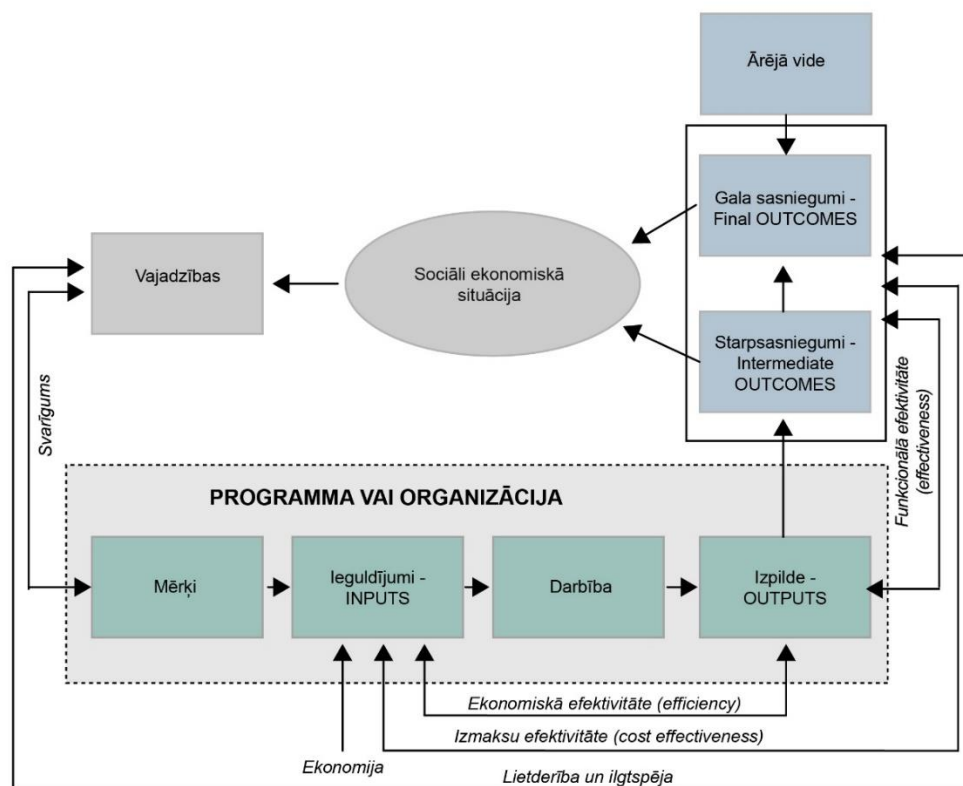 Ārējā vide
Gala sasniegumi -
Final OUTCOMES
Vajadzības
Sociāli ekonomiskā
situācija
Starpsasniegumi -
Intermediate
OUTCOMES
Svarīgums
Funkcionālā efektivitāte
(effectiveness)
PROGRAMMA VAI ORGANIZĀCIJA
Mērķi
Ieguldījumi -
INPUTS
Darbība
Izpilde -
OUTPUTS
Ekonomiskā efektivitāte (efficiency)
Izmaksu efektivitāte (cost effectiveness)
Ekonomija
Lietderība un ilgtspēja